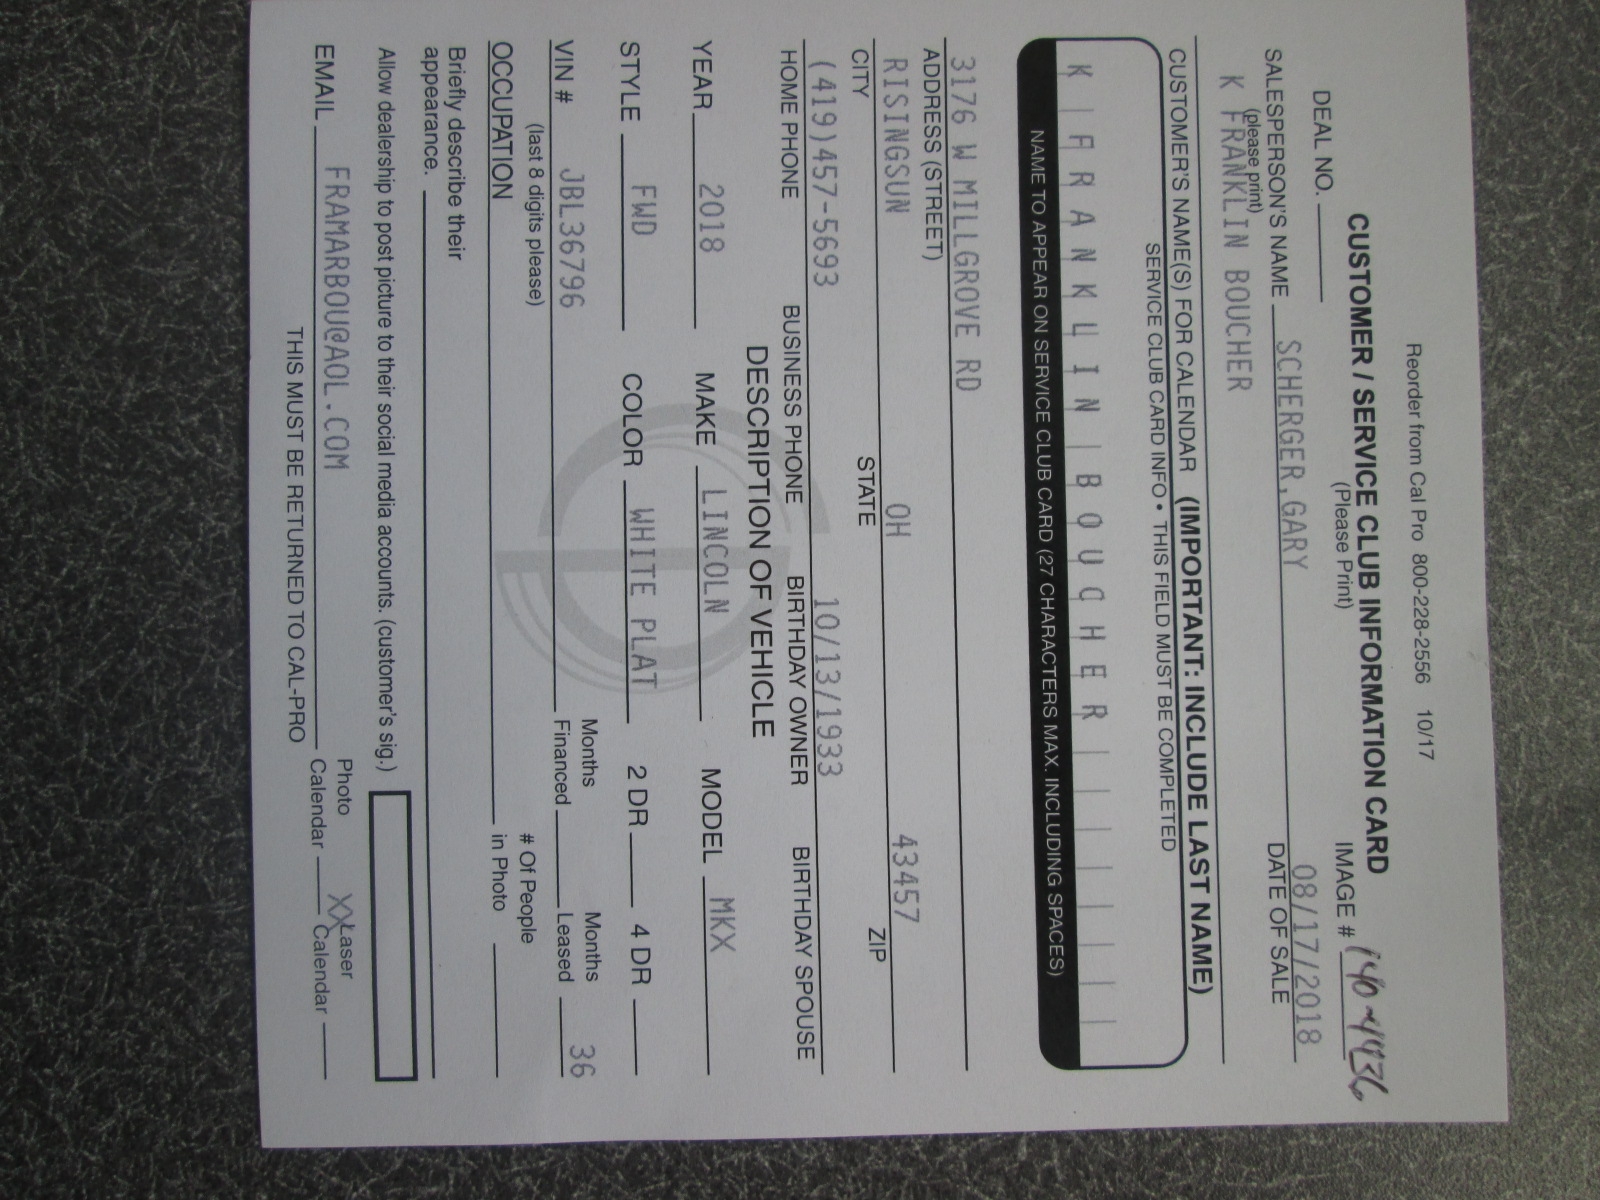 Reorder from Cal Pro 800-228-2556 10/17
CUSTOMER / SERVICE CLUB INFORMATION CARD
(Please Print)
IMAGE # 140-4436
DEAL NO.
SCHERGER,GARY 08/17/2018
SALESPERSON'S NAME DATE OF SALE
(please print)
K FRANKLIN BOUCHER
CUSTOMER'S NAME(S) FOR CALENDAR (IMPORTANT: INCLUDE LAST NAME)
SERVICE CLUB CARD INFO • THIS FIELD MUST BE COMPLETED
K FRANKLIN BOUCHER
NAME TO APPEAR ON SERVICE CLUB CARD (27 CHARACTERS MAX. INCLUDING SPACES)
3176 W MILLGROVE RD
ADDRESS (STREET)
RISINGSUN OH 43457
CITY STATE ZIP
(419)457-5693 10/13/1933
HOME PHONE BUSINESS PHONE BIRTHDAY OWNER BIRTHDAY SPOUSE
DESCRIPTION OF VEHICLE
YEAR 2018 MAKE LINCOLN MODEL MKX
STYLE FWD COLOR WHITE PLAT 2 DR 4 DR
VIN # JBL36796 Months Financed Months Leased 36
(last 8 digits please)
OCCUPATION # Of People in Photo
Briefly describe their
appearance.
Allow dealership to post picture to their social media accounts. (customer's sig.)
EMAIL FRAMARBOU@AOL.COM Photo Calendar XX Laser Calendar
THIS MUST BE RETURNED TO CAL-PRO